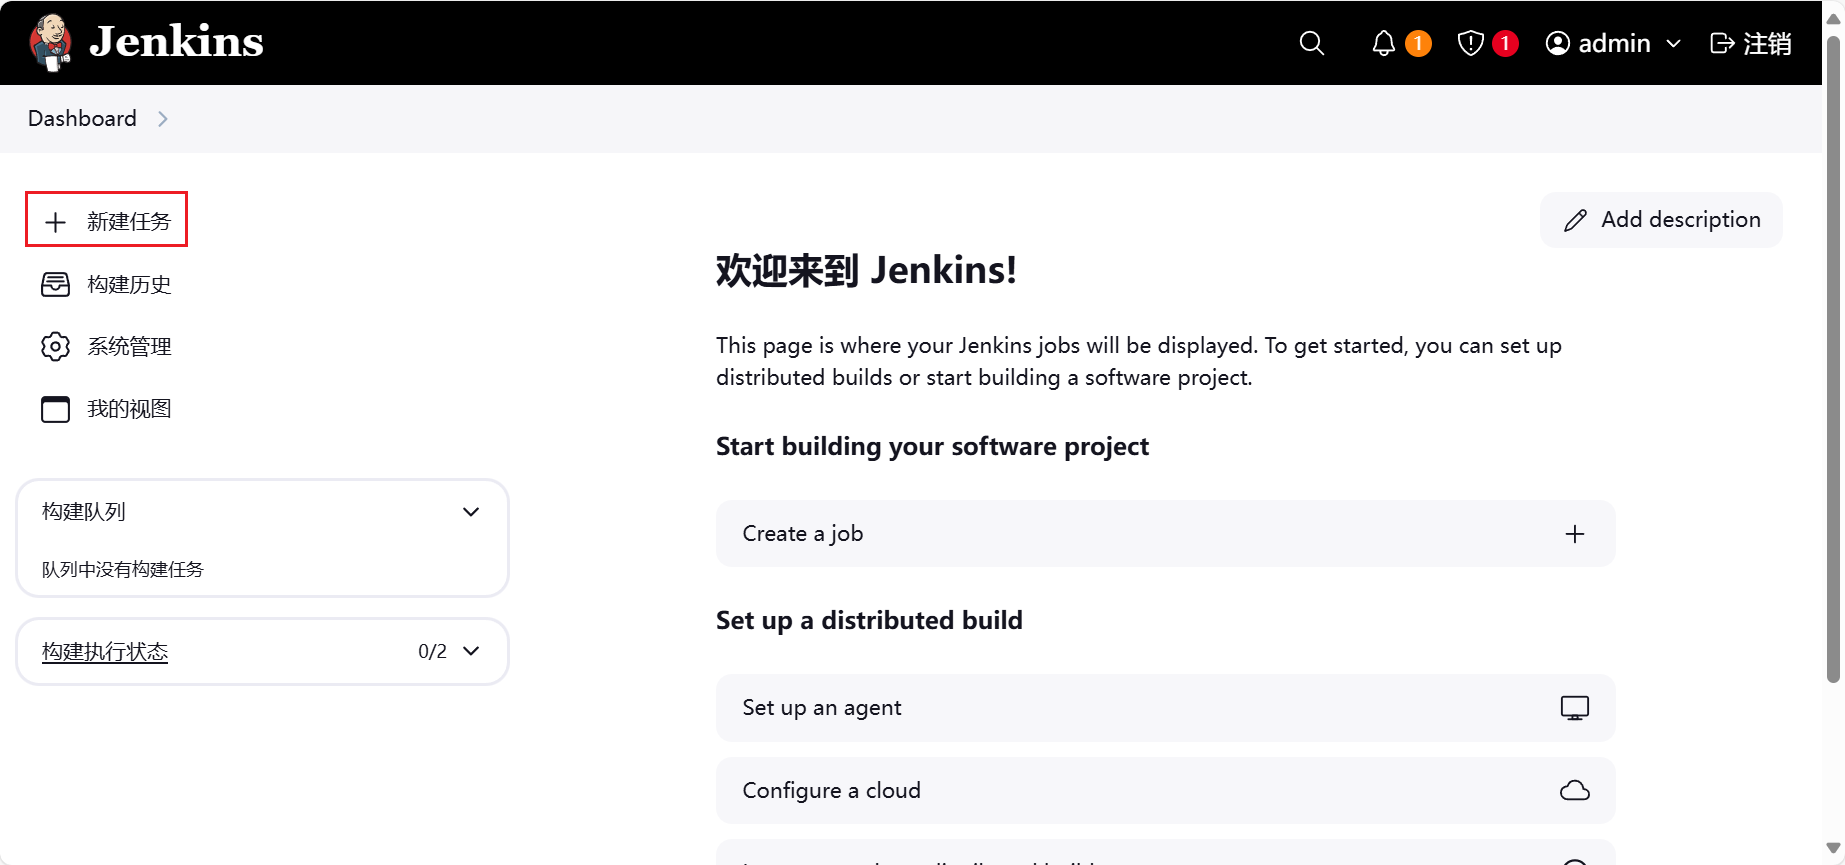 Jenkins
1
1
admin
注销
Dashboard
新建任务
构建历史
系统管理
我的视图
构建队列
队列中没有构建任务
构建执行状态
0/2
Add description
欢迎来到 Jenkins!
This page is where your Jenkins jobs will be displayed. To get started, you can set up
distributed builds or start building a software project.
Start building your software project
Create a job
Set up a distributed build
Set up an agent
Configure a cloud